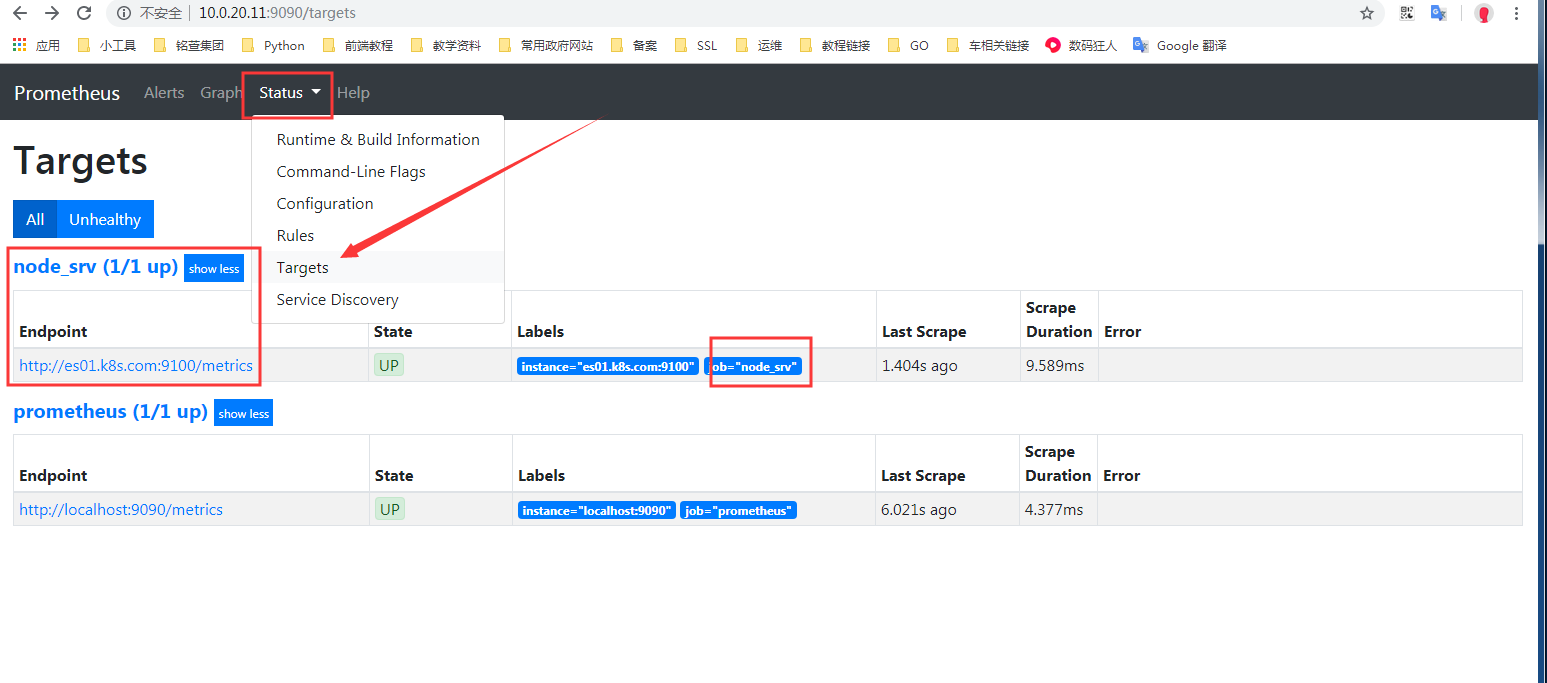 不安全 10.0.20.11:9090/targets
应用 小工具 铭萱集团 Python 前端教程 教学资料 常用政府网站 备案 SSL 运维 教程链接 GO 车相关链接 数码狂人 Google 翻译
Prometheus Alerts Graph Status Help
Runtime & Build Information
Command-Line Flags
Configuration
Rules
Targets
Service Discovery
Targets
All Unhealthy
node_srv (1/1 up) show less
Endpoint State Labels Last Scrape Scrape Duration Error
http://es01.k8s.com:9100/metrics UP instance="es01.k8s.com:9100" job="node_srv" 1.404s ago 9.589ms
prometheus (1/1 up) show less
Endpoint State Labels Last Scrape Scrape Duration Error
http://localhost:9090/metrics UP instance="localhost:9090" job="prometheus" 6.021s ago 4.377ms